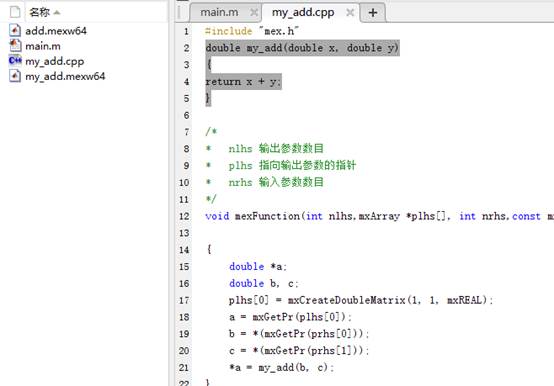 名称
add.mexw64
main.m
my_add.cpp
my_add.mexw64
main.m
my_add.cpp
1 #include "mex.h"
2 double my_add(double x, double y)
3 {
4 return x + y;
5 }
6
7 /*
8 * nlhs 输出参数数目
9 * plhs 指向输出参数的指针
10 * nrhs 输入参数数目
11 */
12 void mexFunction(int nlhs,mxArray *plhs[], int nrhs,const
13
14 {
15 double *a;
16 double b, c;
17 plhs[0] = mxCreateDoubleMatrix(1, 1, mxREAL);
18 a = mxGetPr(plhs[0]);
19 b = *(mxGetPr(prhs[0]));
20 c = *(mxGetPr(prhs[1]));
21 *a = my_add(b, c);
22 }